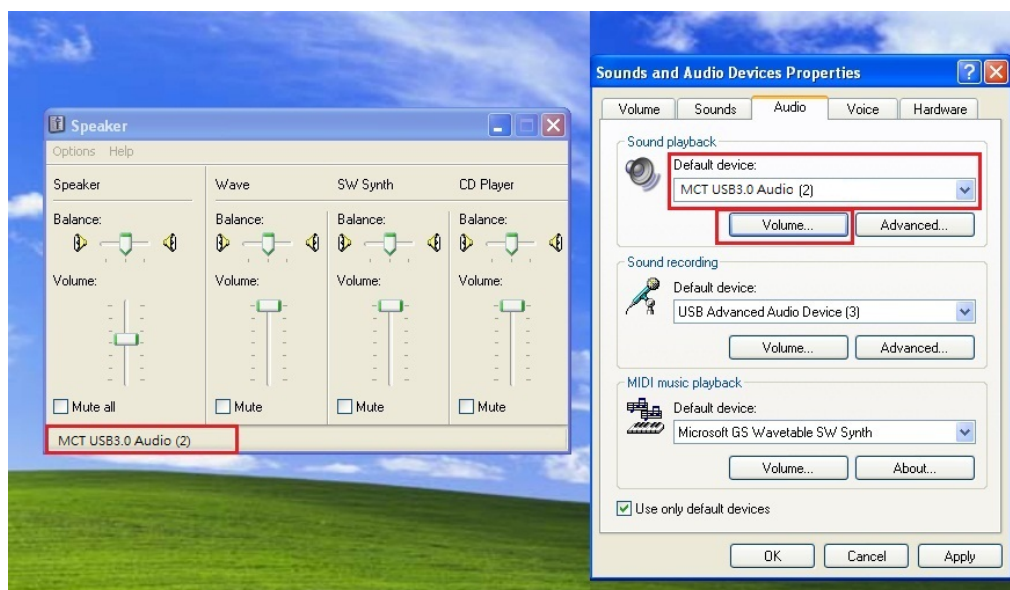 Speaker
Options Help
Speaker
Wave
SW Synth
CD Player
Balance:
Balance:
Balance:
Balance:
Volume:
Volume:
Volume:
Volume:
Mute all
Mute
Mute
Mute
MCT USB3.0 Audio (2)
Sounds and Audio Devices Properties
Volume Sounds Audio Voice Hardware
Sound playback
Default device:
MCT USB3.0 Audio (2)
Volume... Advanced...
Sound recording
Default device:
USB Advanced Audio Device (3)
Volume... Advanced...
MIDI music playback
Default device:
Microsoft GS Wavetable SW Synth
Volume... About...
Use only default devices
OK Cancel Apply